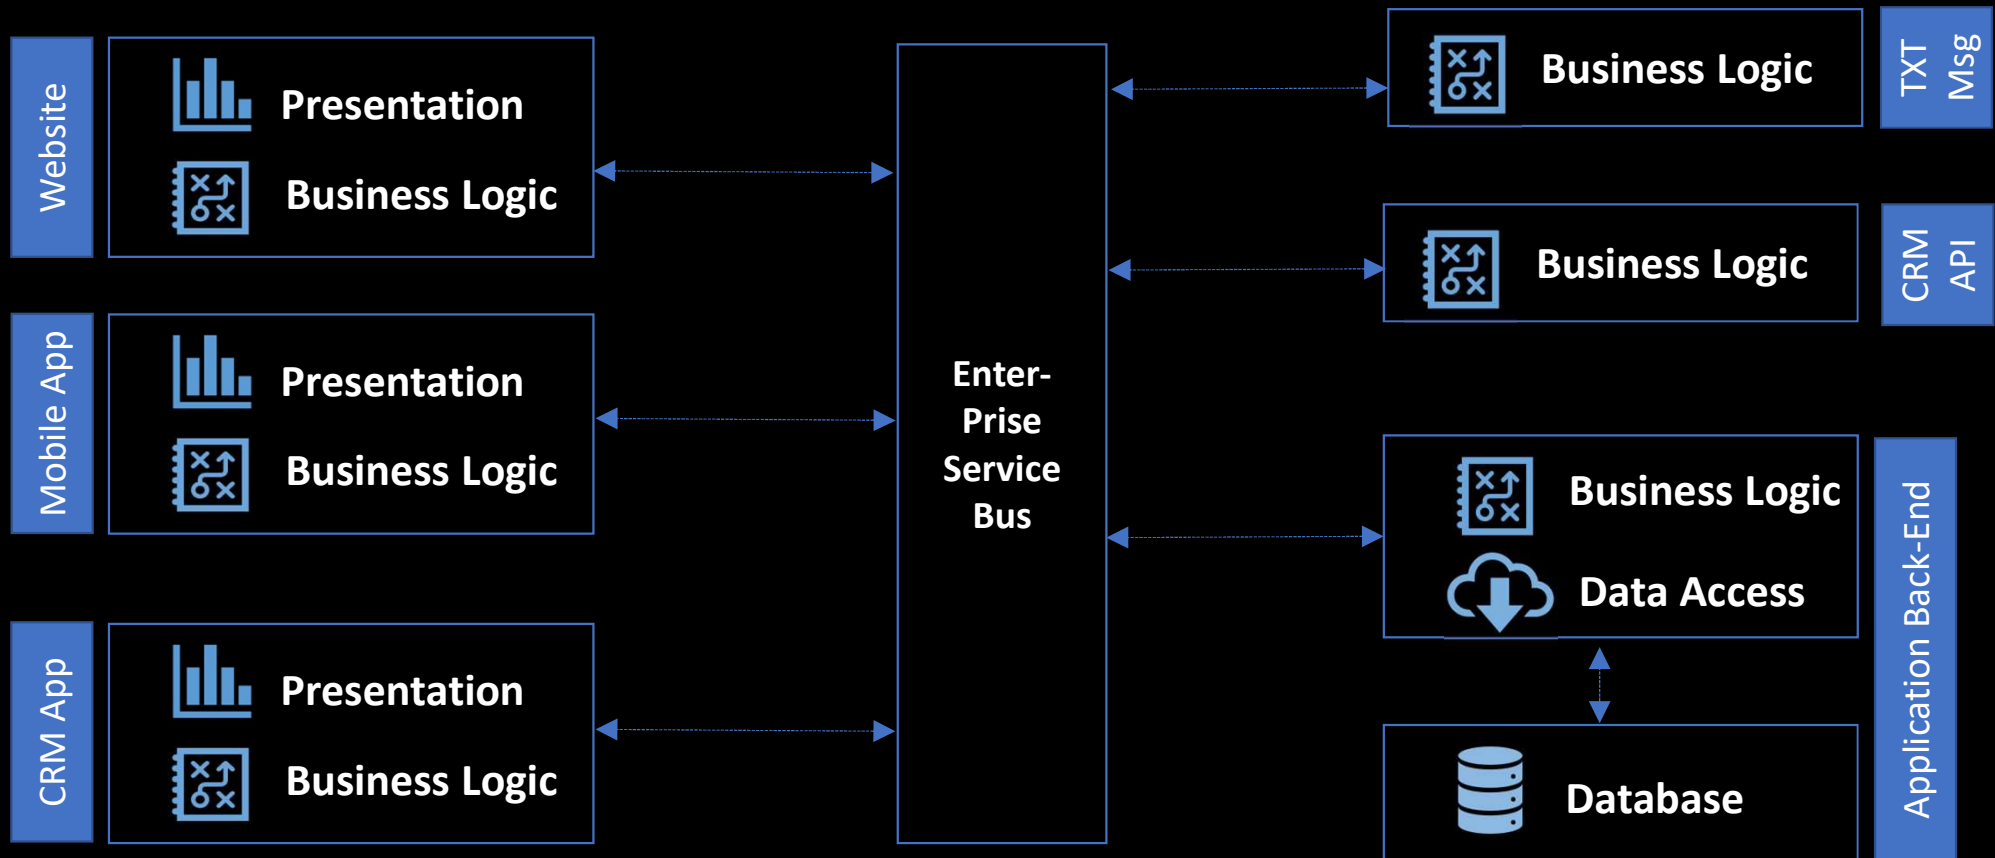 Website
Presentation
Business Logic
Mobile App
Presentation
Business Logic
CRM App
Presentation
Business Logic
Enter-
Prise
Service
Bus
Business Logic
TXT
Msg
Business Logic
CRM
API
Business Logic
Data Access
Database
Application Back-End